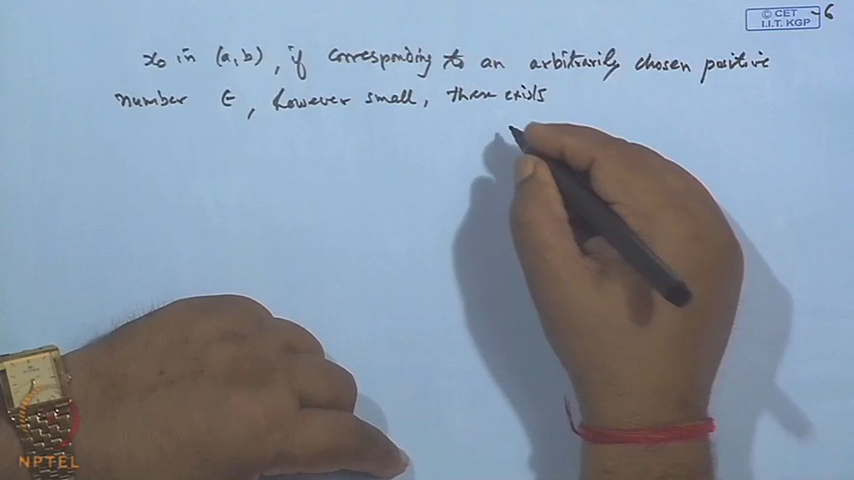 © CET
I.I.T. KGP
-6
x₀ in (a, b), if corresponding to an arbitrarily chosen positive
number ε, however small, there exists
NPTEL